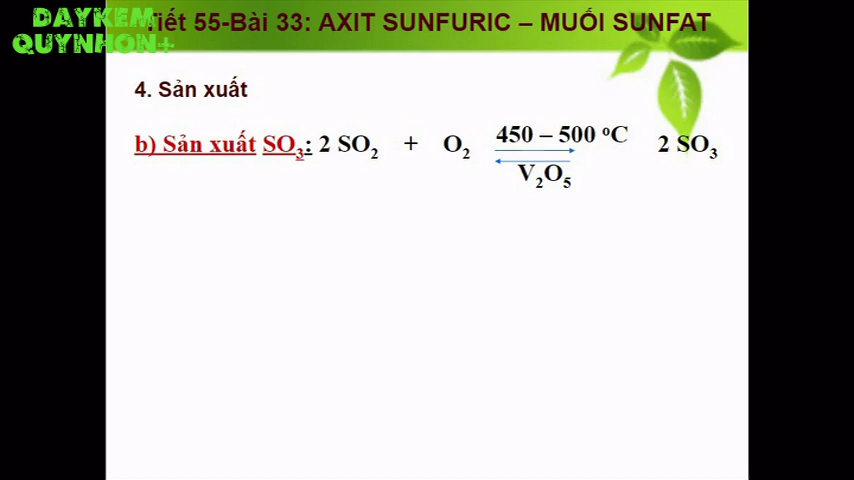 DAYKEM
QUYNHON+
Tiết 55-Bài 33: AXIT SUNFURIC – MUỐI SUNFAT
4. Sản xuất
b) Sản xuất SO₃: 2 SO₂ + O₂ 450 – 500 ºC 2 SO₃
V₂O₅